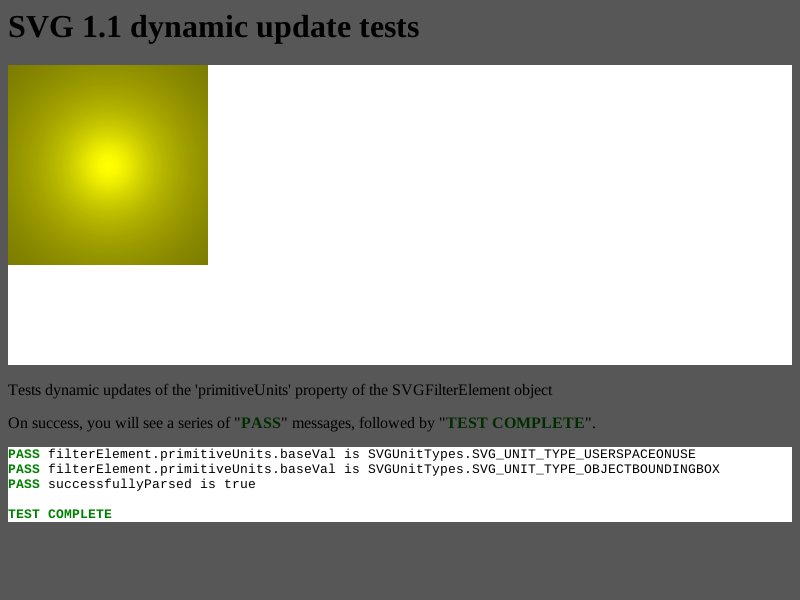 SVG 1.1 dynamic update tests
Tests dynamic updates of the 'primitiveUnits' property of the SVGFilterElement object
On success, you will see a series of "PASS" messages, followed by "TEST COMPLETE".
PASS filterElement.primitiveUnits.baseVal is SVGUnitTypes.SVG_UNIT_TYPE_USERSPACEONUSE
PASS filterElement.primitiveUnits.baseVal is SVGUnitTypes.SVG_UNIT_TYPE_OBJECTBOUNDINGBOX
PASS successfullyParsed is true
TEST COMPLETE